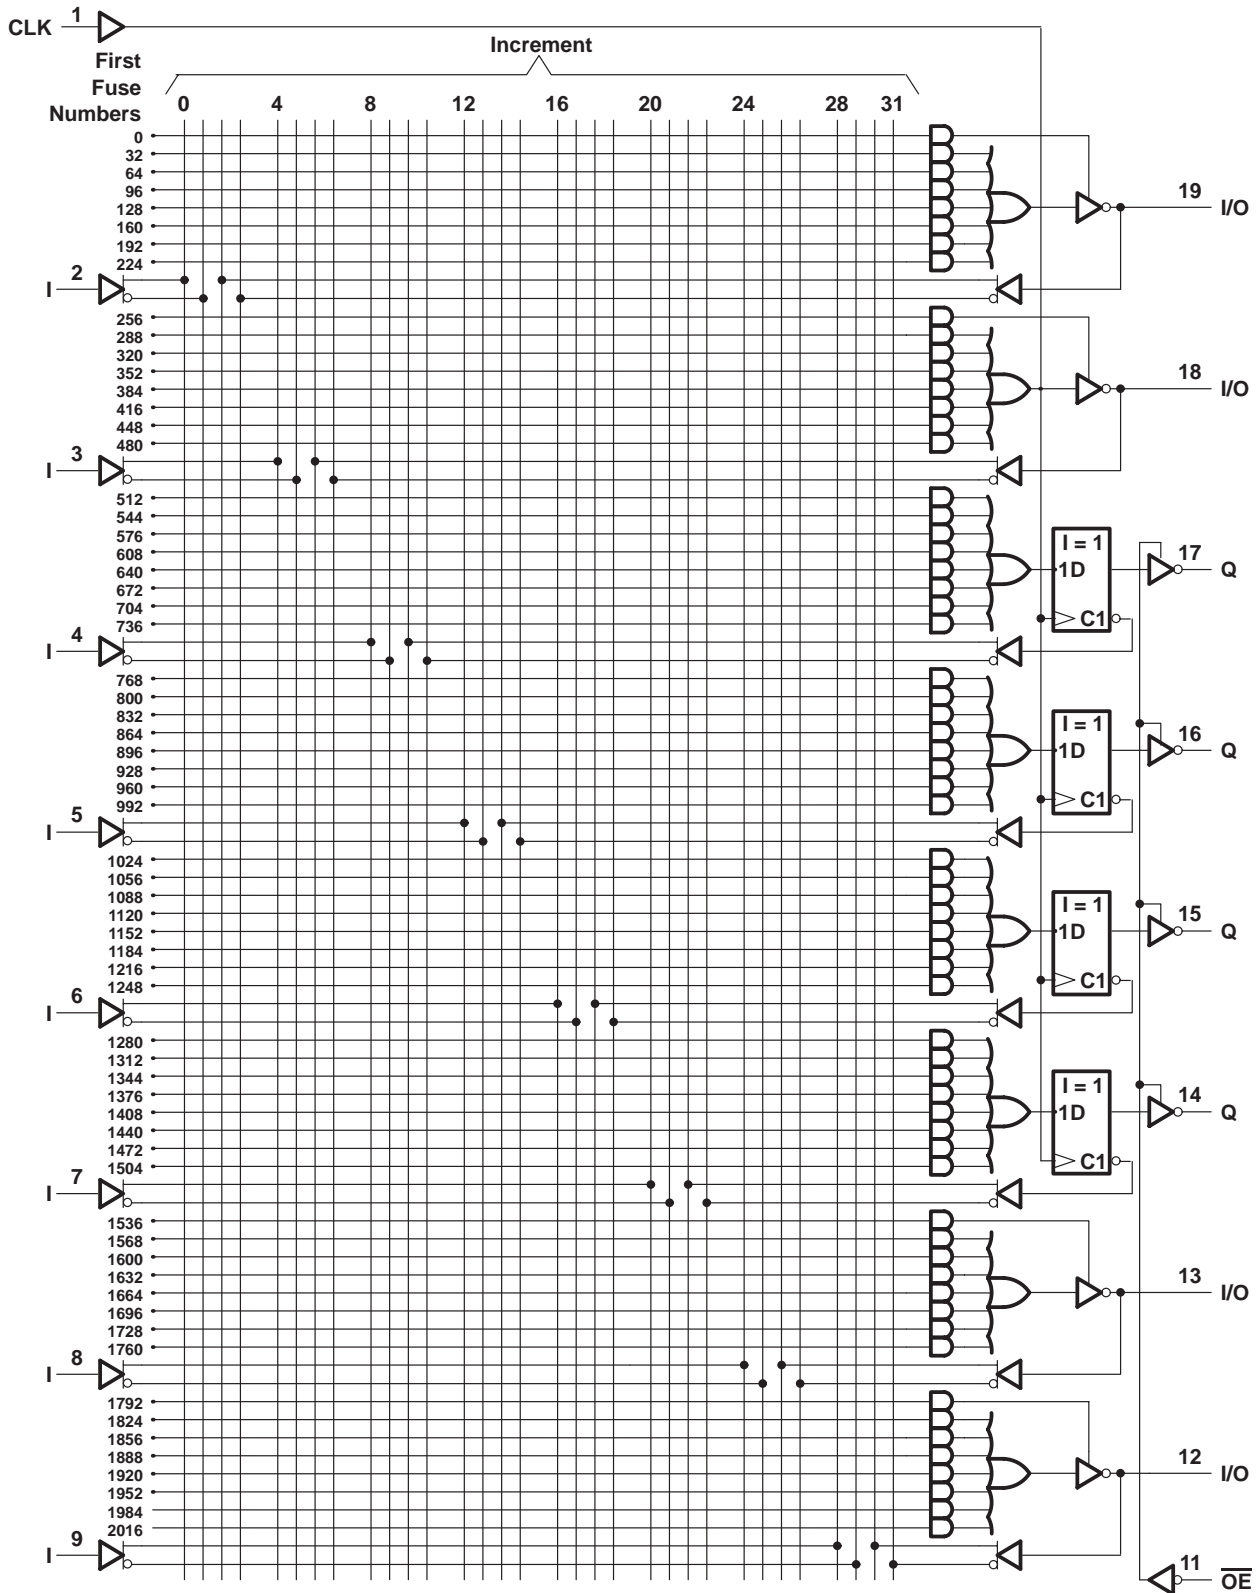 CLK 1
Increment
First
Fuse
Numbers
0 4 8 12 16 20 24 28 31
0
32
64
96
128
160
192
224
19 I/O
I 2
256
288
320
352
384
416
448
480
18 I/O
I 3
512
544
576
608
640
672
704
736
I = 1
1D
C1
17 Q
I 4
768
800
832
864
896
928
960
992
I = 1
1D
C1
16 Q
I 5
1024
1056
1088
1120
1152
1184
1216
1248
I = 1
1D
C1
15 Q
I 6
1280
1312
1344
1376
1408
1440
1472
1504
I = 1
1D
C1
14 Q
I 7
1536
1568
1600
1632
1664
1696
1728
1760
13 I/O
I 8
1792
1824
1856
1888
1920
1952
1984
2016
12 I/O
I 9
11 OE